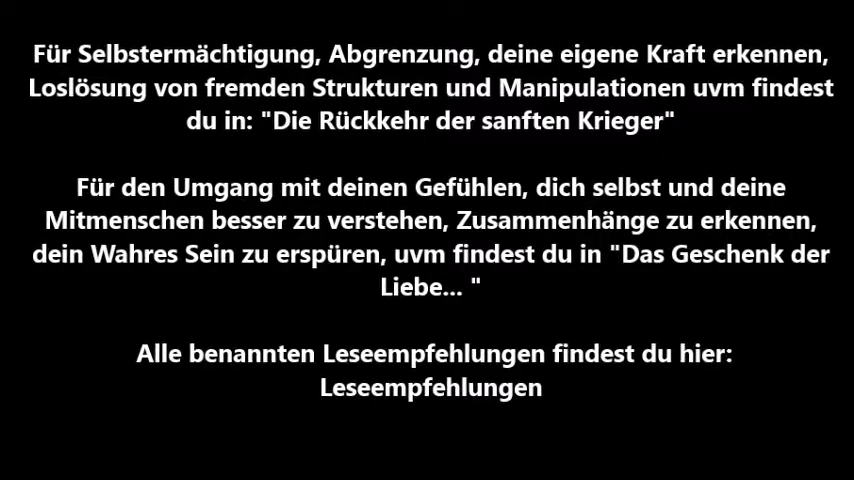 Für Selbstermächtigung, Abgrenzung, deine eigene Kraft erkennen,
Loslösung von fremden Strukturen und Manipulationen uvm findest
du in: "Die Rückkehr der sanften Krieger"
Für den Umgang mit deinen Gefühlen, dich selbst und deine
Mitmenschen besser zu verstehen, Zusammenhänge zu erkennen,
dein Wahres Sein zu erspüren, uvm findest du in "Das Geschenk der
Liebe... "
Alle benannten Leseempfehlungen findest du hier:
Leseempfehlungen